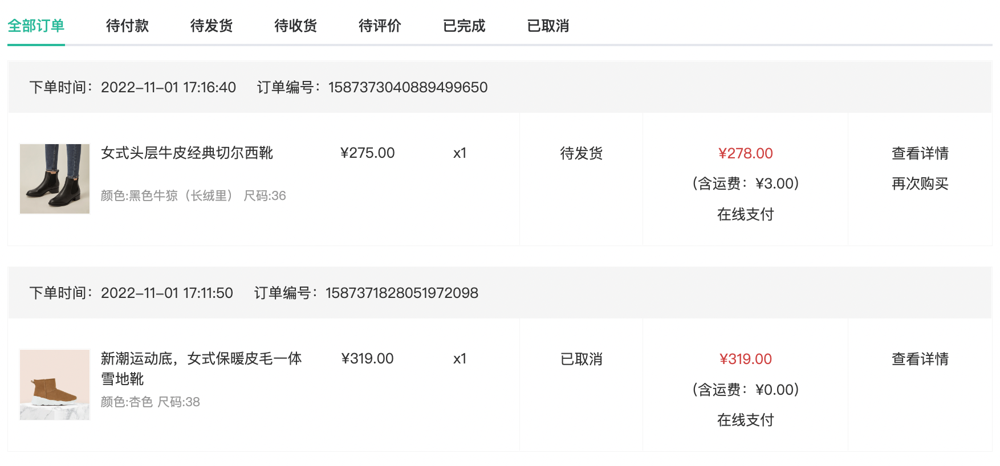 全部订单 待付款 待发货 待收货 待评价 已完成 已取消
下单时间：2022-11-01 17:16:40 订单编号：1587373040889499650
女式头层牛皮经典切尔西靴 ¥275.00 x1 待发货 ¥278.00 查看详情
(含运费：¥3.00) 再次购买
颜色:黑色牛猄（长绒里） 尺码:36
在线支付
下单时间：2022-11-01 17:11:50 订单编号：1587371828051972098
新潮运动底，女式保暖皮毛一体 ¥319.00 x1 已取消 ¥319.00 查看详情
雪地靴
(含运费：¥0.00)
颜色:杏色 尺码:38
在线支付